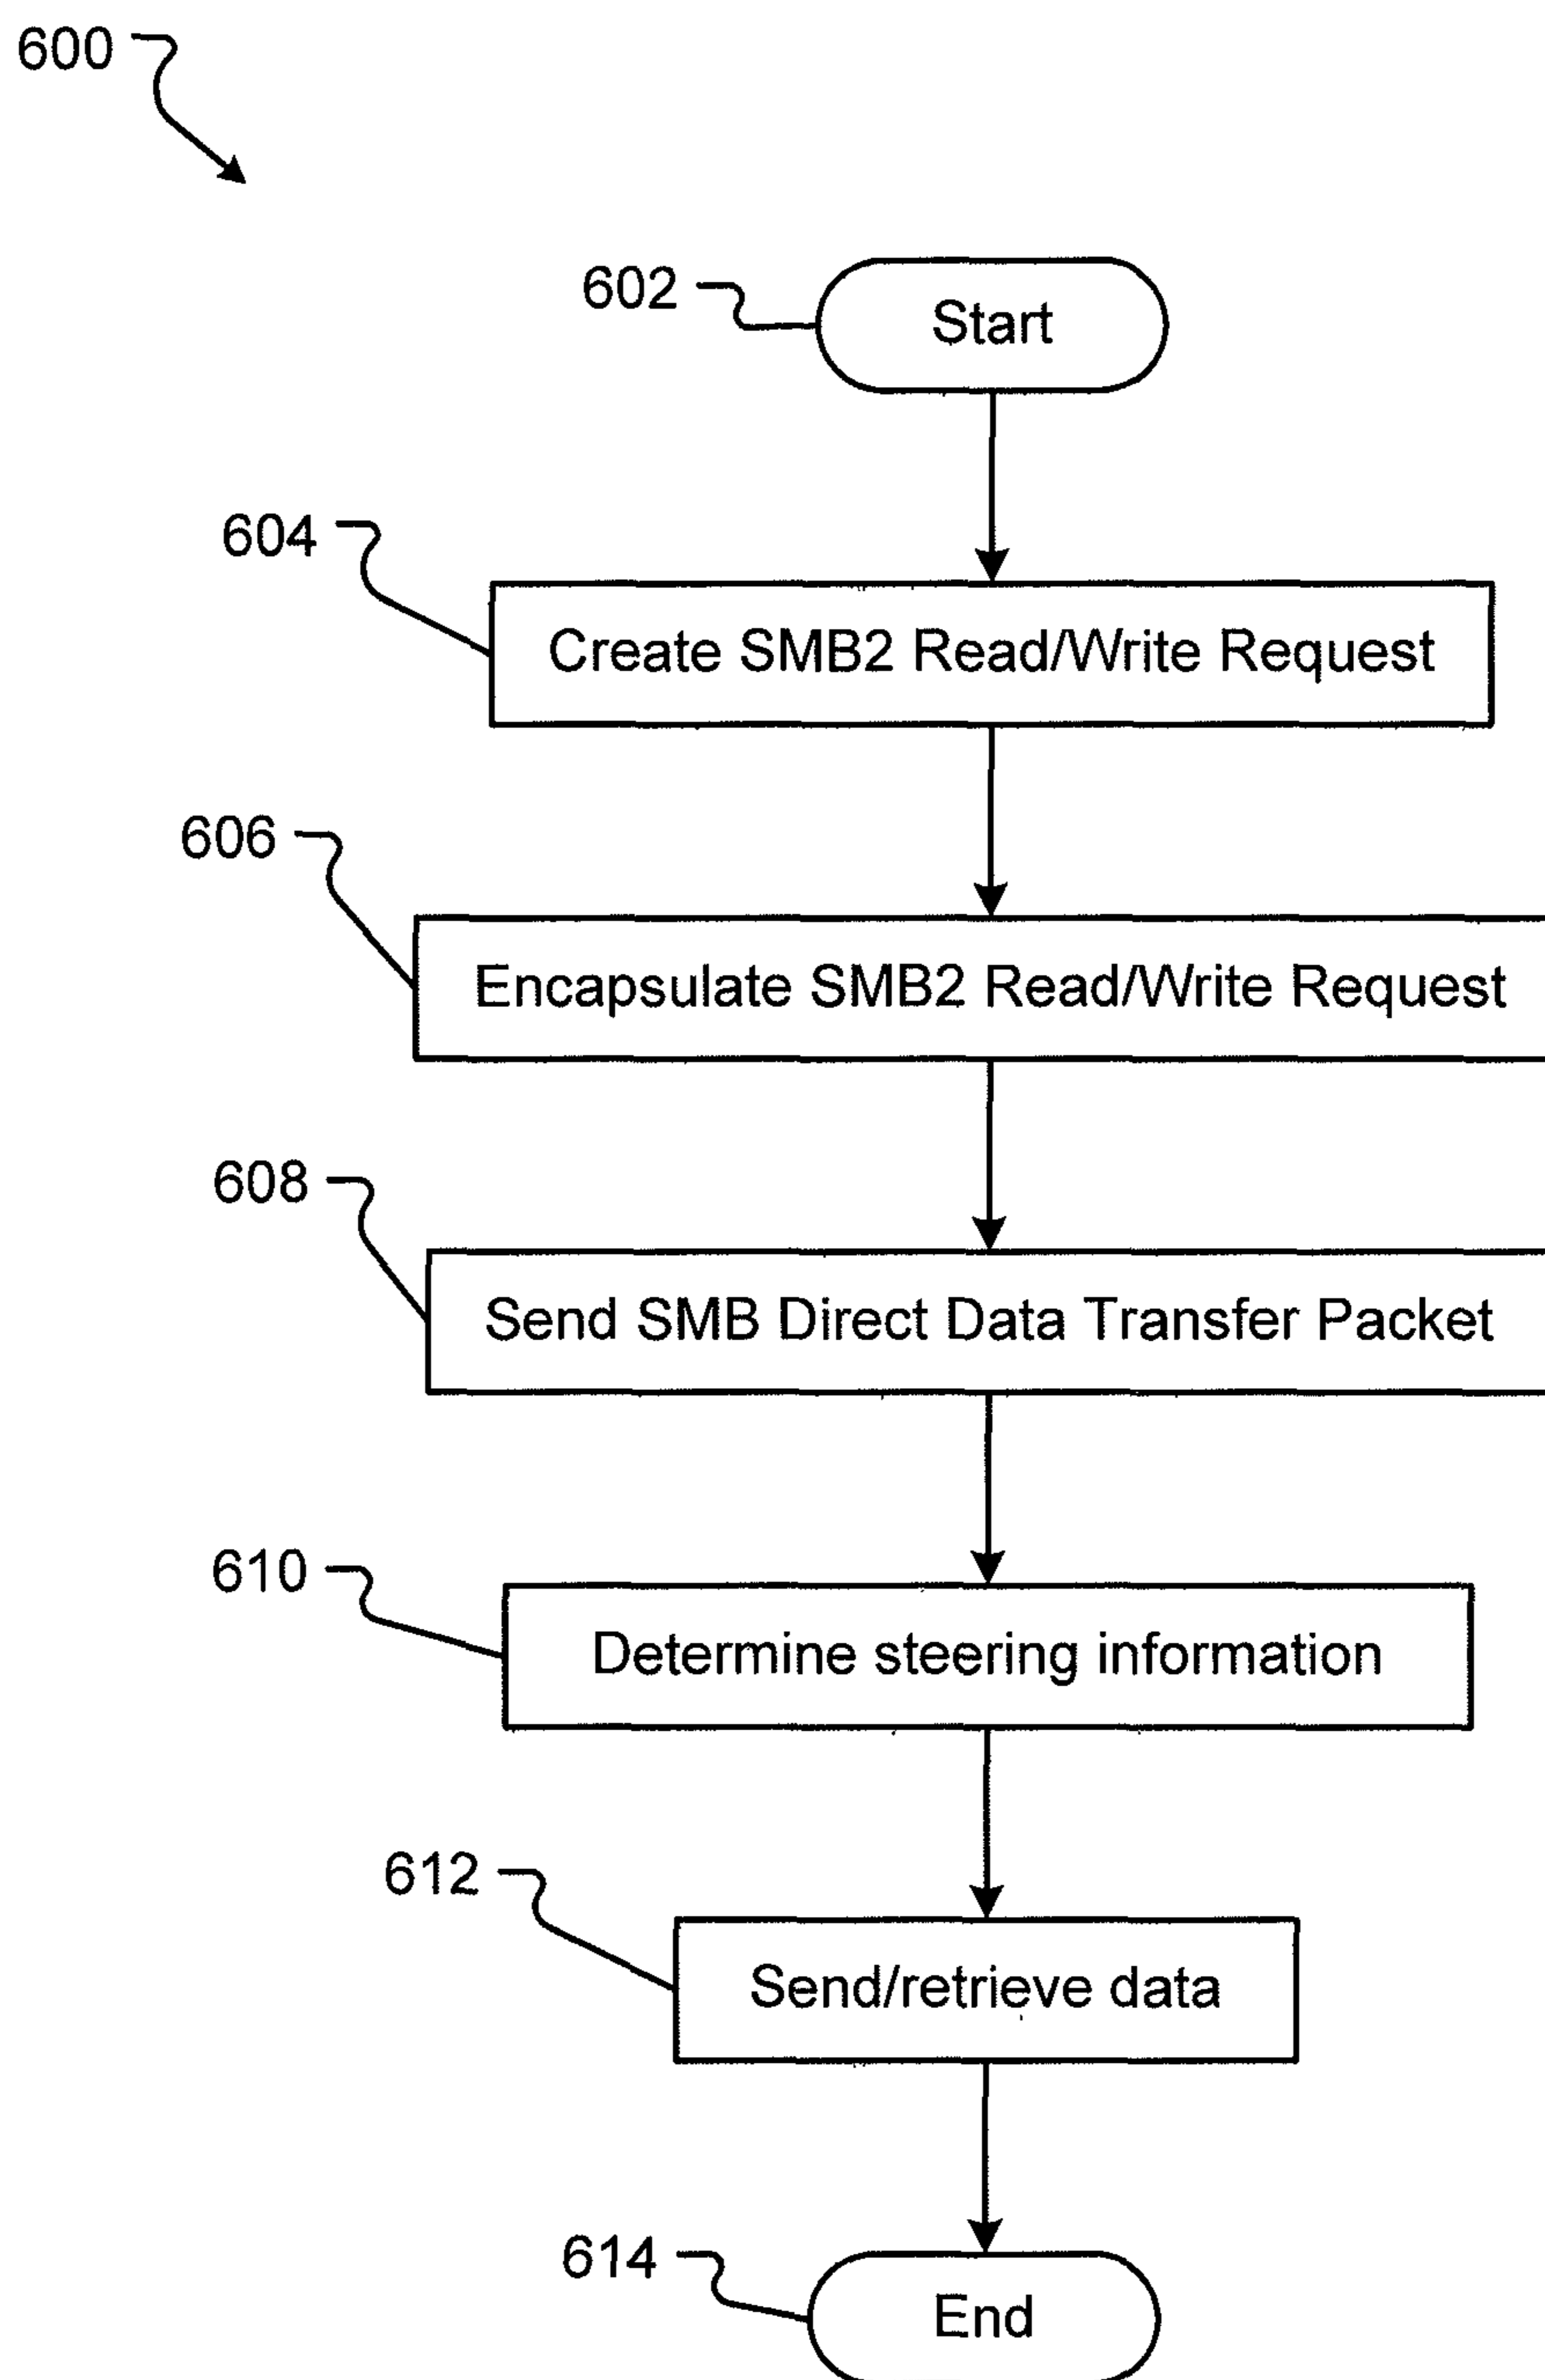 600
602
Start
604
Create SMB2 Read/Write Request
606
Encapsulate SMB2 Read/Write Request
608
Send SMB Direct Data Transfer Packet
610
Determine steering information
612
Send/retrieve data
614
End